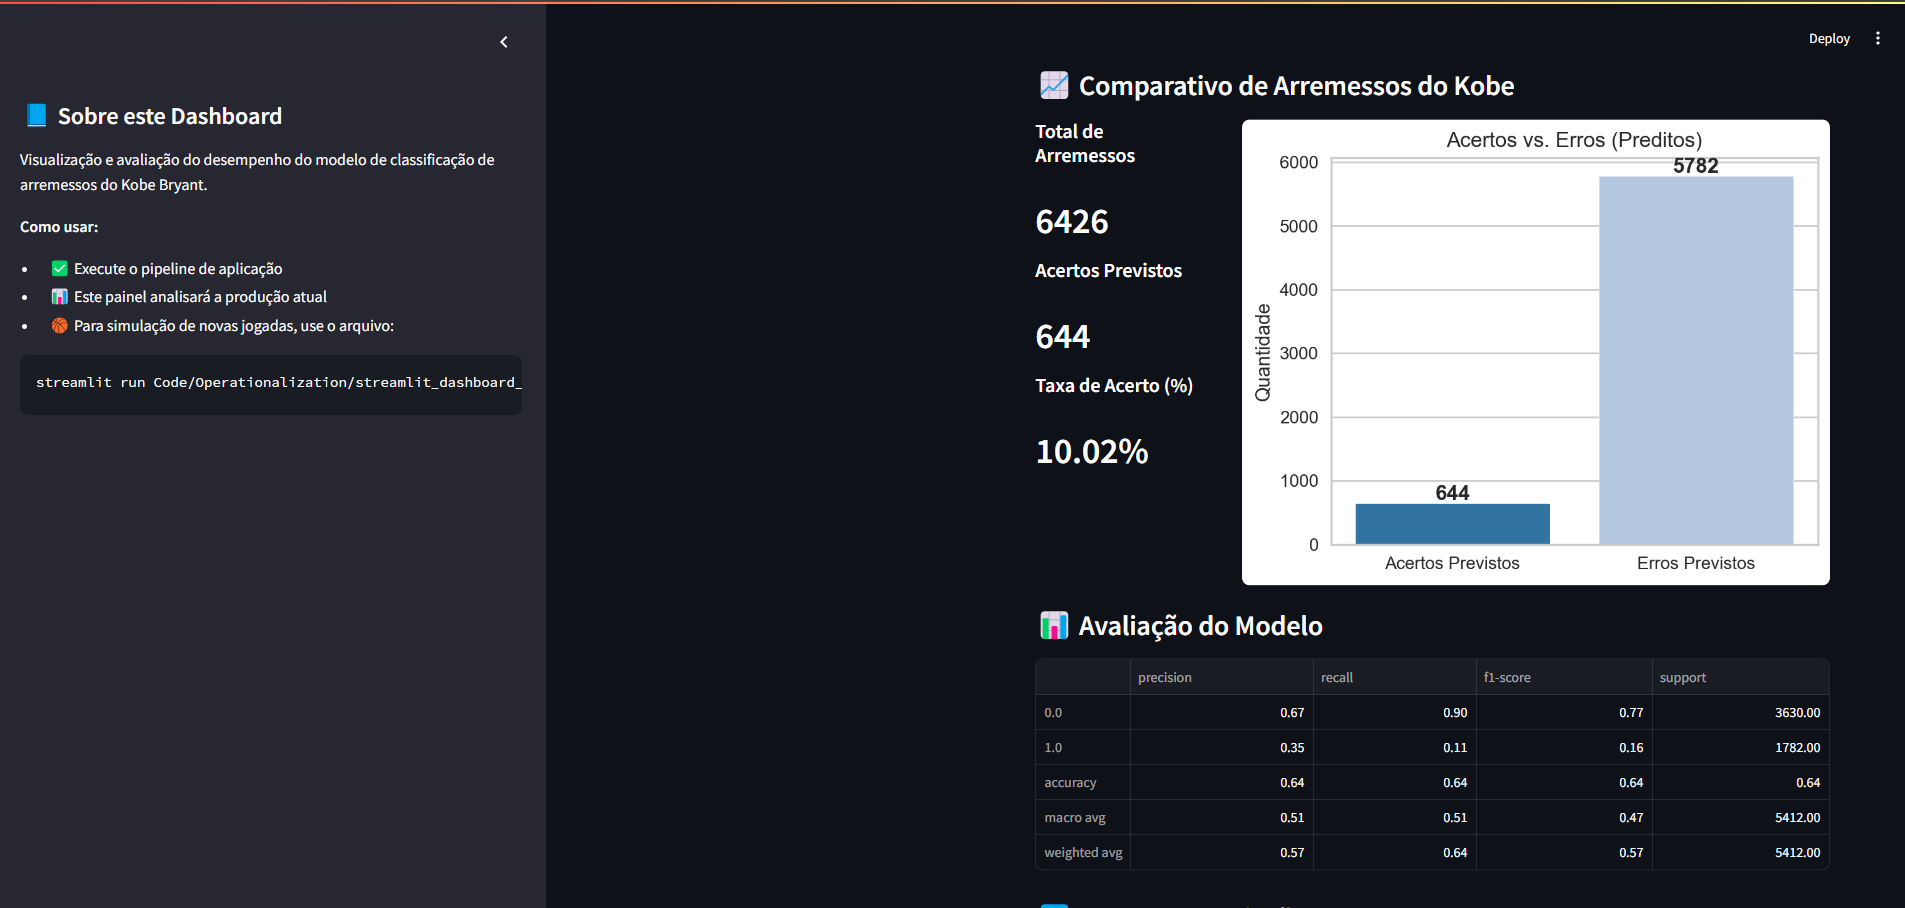 Deploy
📘 Sobre este Dashboard
Visualização e avaliação do desempenho do modelo de classificação de
arremessos do Kobe Bryant.
Como usar:
• ✅ Execute o pipeline de aplicação
• 📊 Este painel analisará a produção atual
• 🏀 Para simulação de novas jogadas, use o arquivo:
streamlit run Code/Operationalization/streamlit_dashboard_
📈 Comparativo de Arremessos do Kobe
Total de
Arremessos
6426
Acertos Previstos
644
Taxa de Acerto (%)
10.02%
Acertos vs. Erros (Preditos)
Quantidade
6000
5000
4000
3000
2000
1000
0
644
5782
Acertos Previstos
Erros Previstos
📊 Avaliação do Modelo
precision recall f1-score support
0.0 0.67 0.90 0.77 3630.00
1.0 0.35 0.11 0.16 1782.00
accuracy 0.64 0.64 0.64 0.64
macro avg 0.51 0.51 0.47 5412.00
weighted avg 0.57 0.64 0.57 5412.00